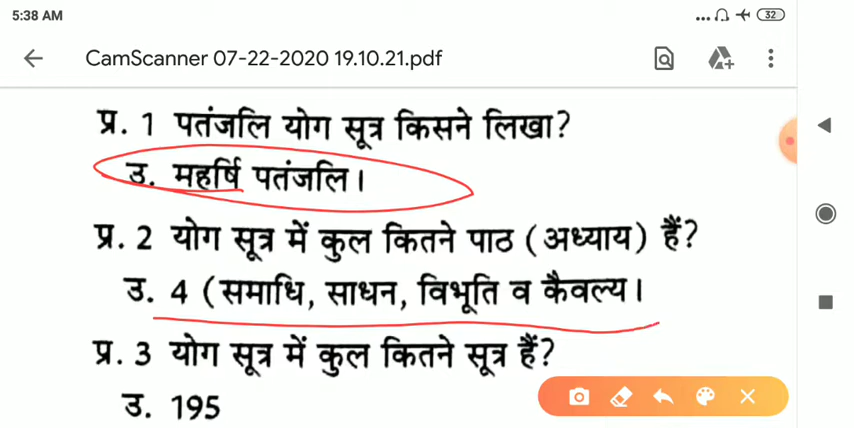 5:38 AM
32
CamScanner 07-22-2020 19.10.21.pdf
प्र. 1 पतंजलि योग सूत्र किसने लिखा?
उ. महर्षि पतंजलि।
प्र. 2 योग सूत्र में कुल कितने पाठ (अध्याय) हैं?
उ. 4 (समाधि, साधन, विभूति व कैवल्य।
प्र. 3 योग सूत्र में कुल कितने सूत्र हैं?
उ. 195